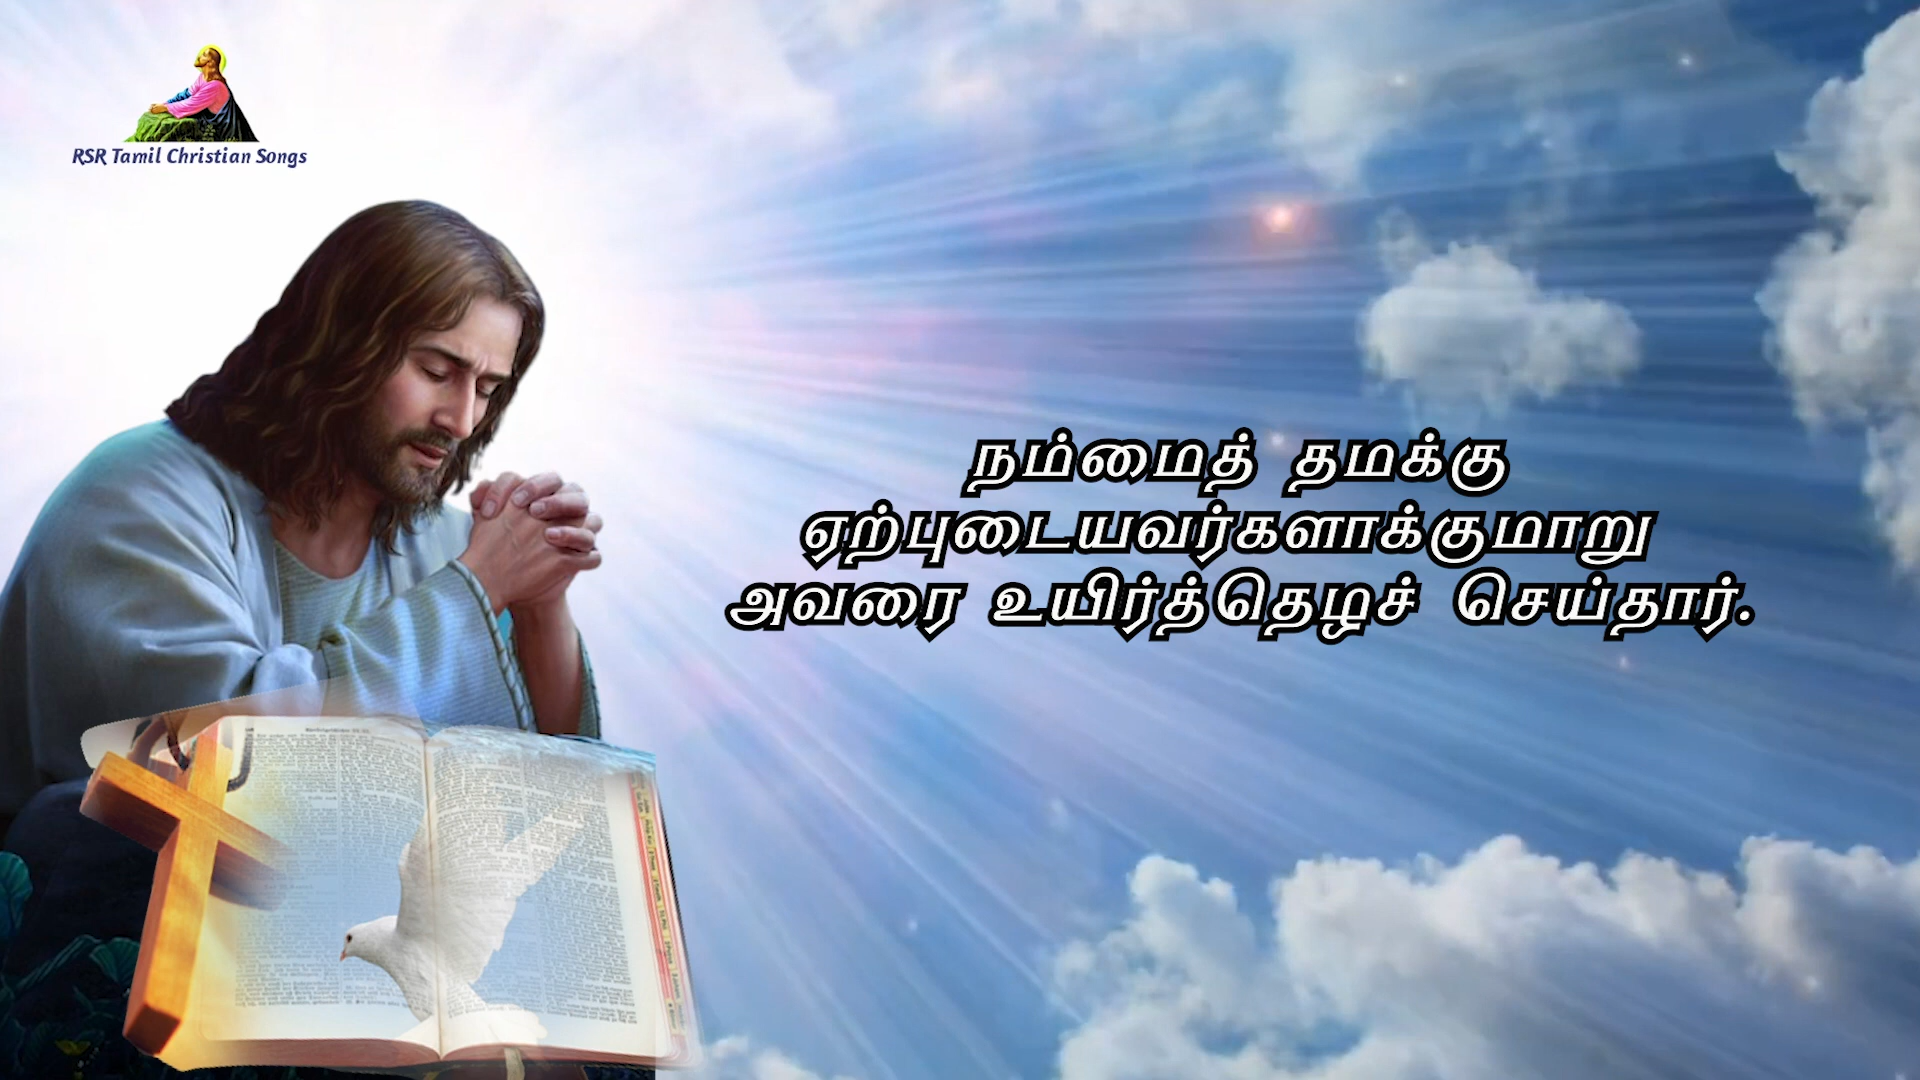 RSR Tamil Christian Songs
நம்மைத் தமக்கு
ஏற்புடையவர்களாக்குமாறு
அவரை உயிர்த்தெழச் செய்தார்.